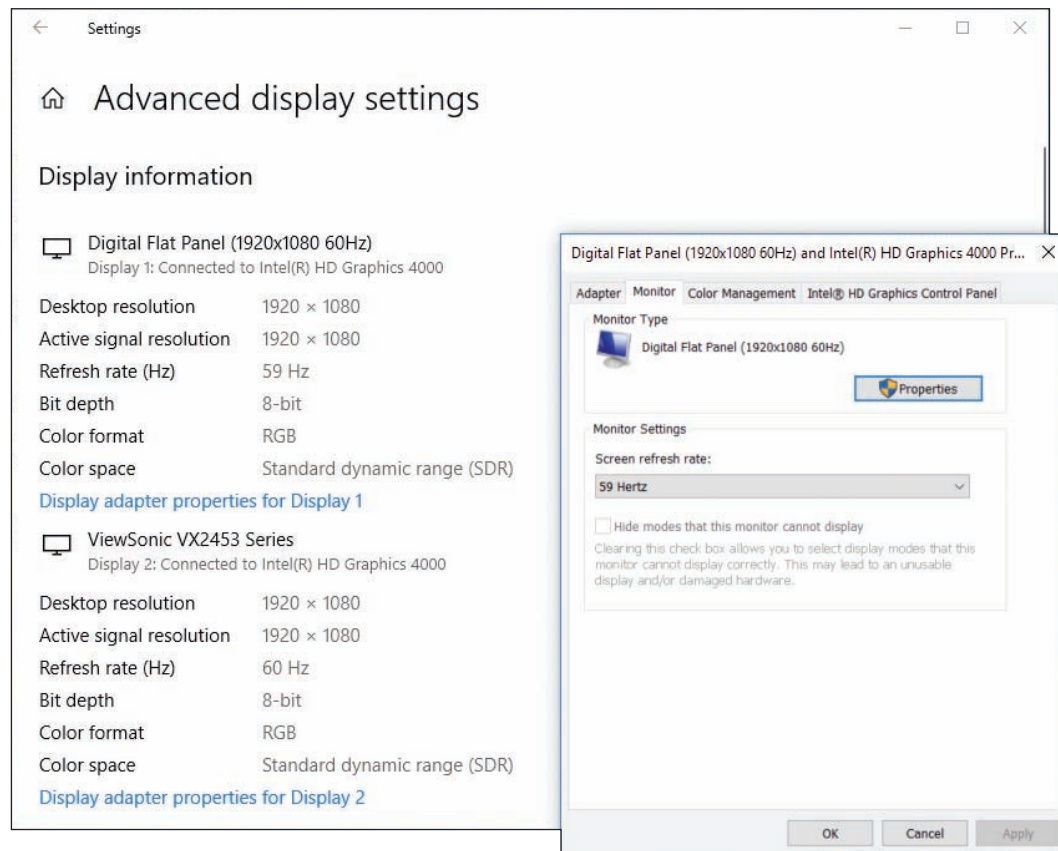 Settings
Advanced display settings
Display information
Digital Flat Panel (1920x1080 60Hz)
Display 1: Connected to Intel(R) HD Graphics 4000
Desktop resolution 1920 × 1080
Active signal resolution 1920 × 1080
Refresh rate (Hz) 59 Hz
Bit depth 8-bit
Color format RGB
Color space Standard dynamic range (SDR)
Display adapter properties for Display 1
ViewSonic VX2453 Series
Display 2: Connected to Intel(R) HD Graphics 4000
Desktop resolution 1920 × 1080
Active signal resolution 1920 × 1080
Refresh rate (Hz) 60 Hz
Bit depth 8-bit
Color format RGB
Color space Standard dynamic range (SDR)
Display adapter properties for Display 2
Digital Flat Panel (1920x1080 60Hz) and Intel(R) HD Graphics 4000 Pr...
Adapter Monitor Color Management Intel® HD Graphics Control Panel
Monitor Type
Digital Flat Panel (1920x1080 60Hz)
Properties
Monitor Settings
Screen refresh rate:
59 Hertz
Hide modes that this monitor cannot display
Clearing this check box allows you to select display modes that this
monitor cannot display correctly. This may lead to an unusable
display and/or damaged hardware.
OK Cancel Apply